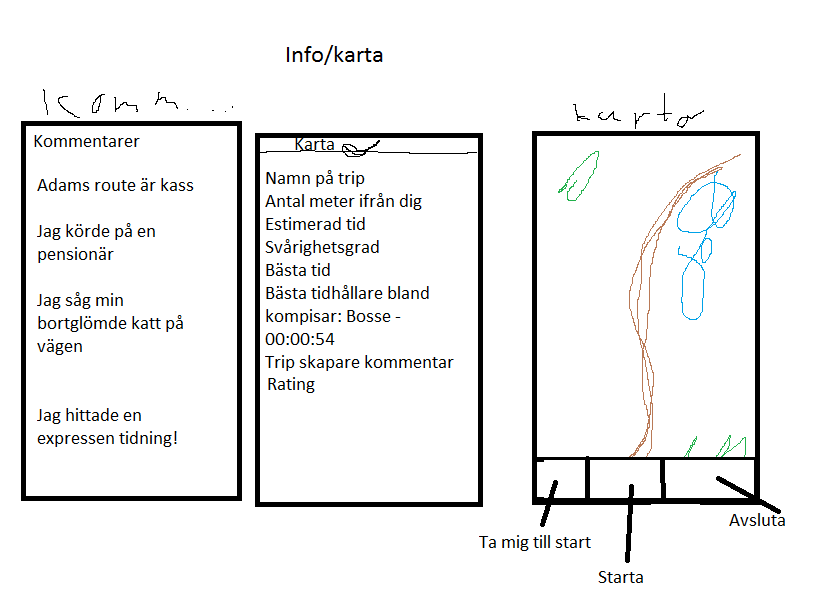 Info/karta
Komm...
Kommentarer
Adams route är kass
Jag körde på en
pensionär
Jag såg min
bortglömde katt på
vägen
Jag hittade en
expressen tidning!
Karta
Namn på trip
Antal meter ifrån dig
Estimerad tid
Svårighetsgrad
Bästa tid
Bästa tidhållare bland
kompisar: Bosse -
00:00:54
Trip skapare kommentar
Rating
karta
Ta mig till start
Starta
Avsluta